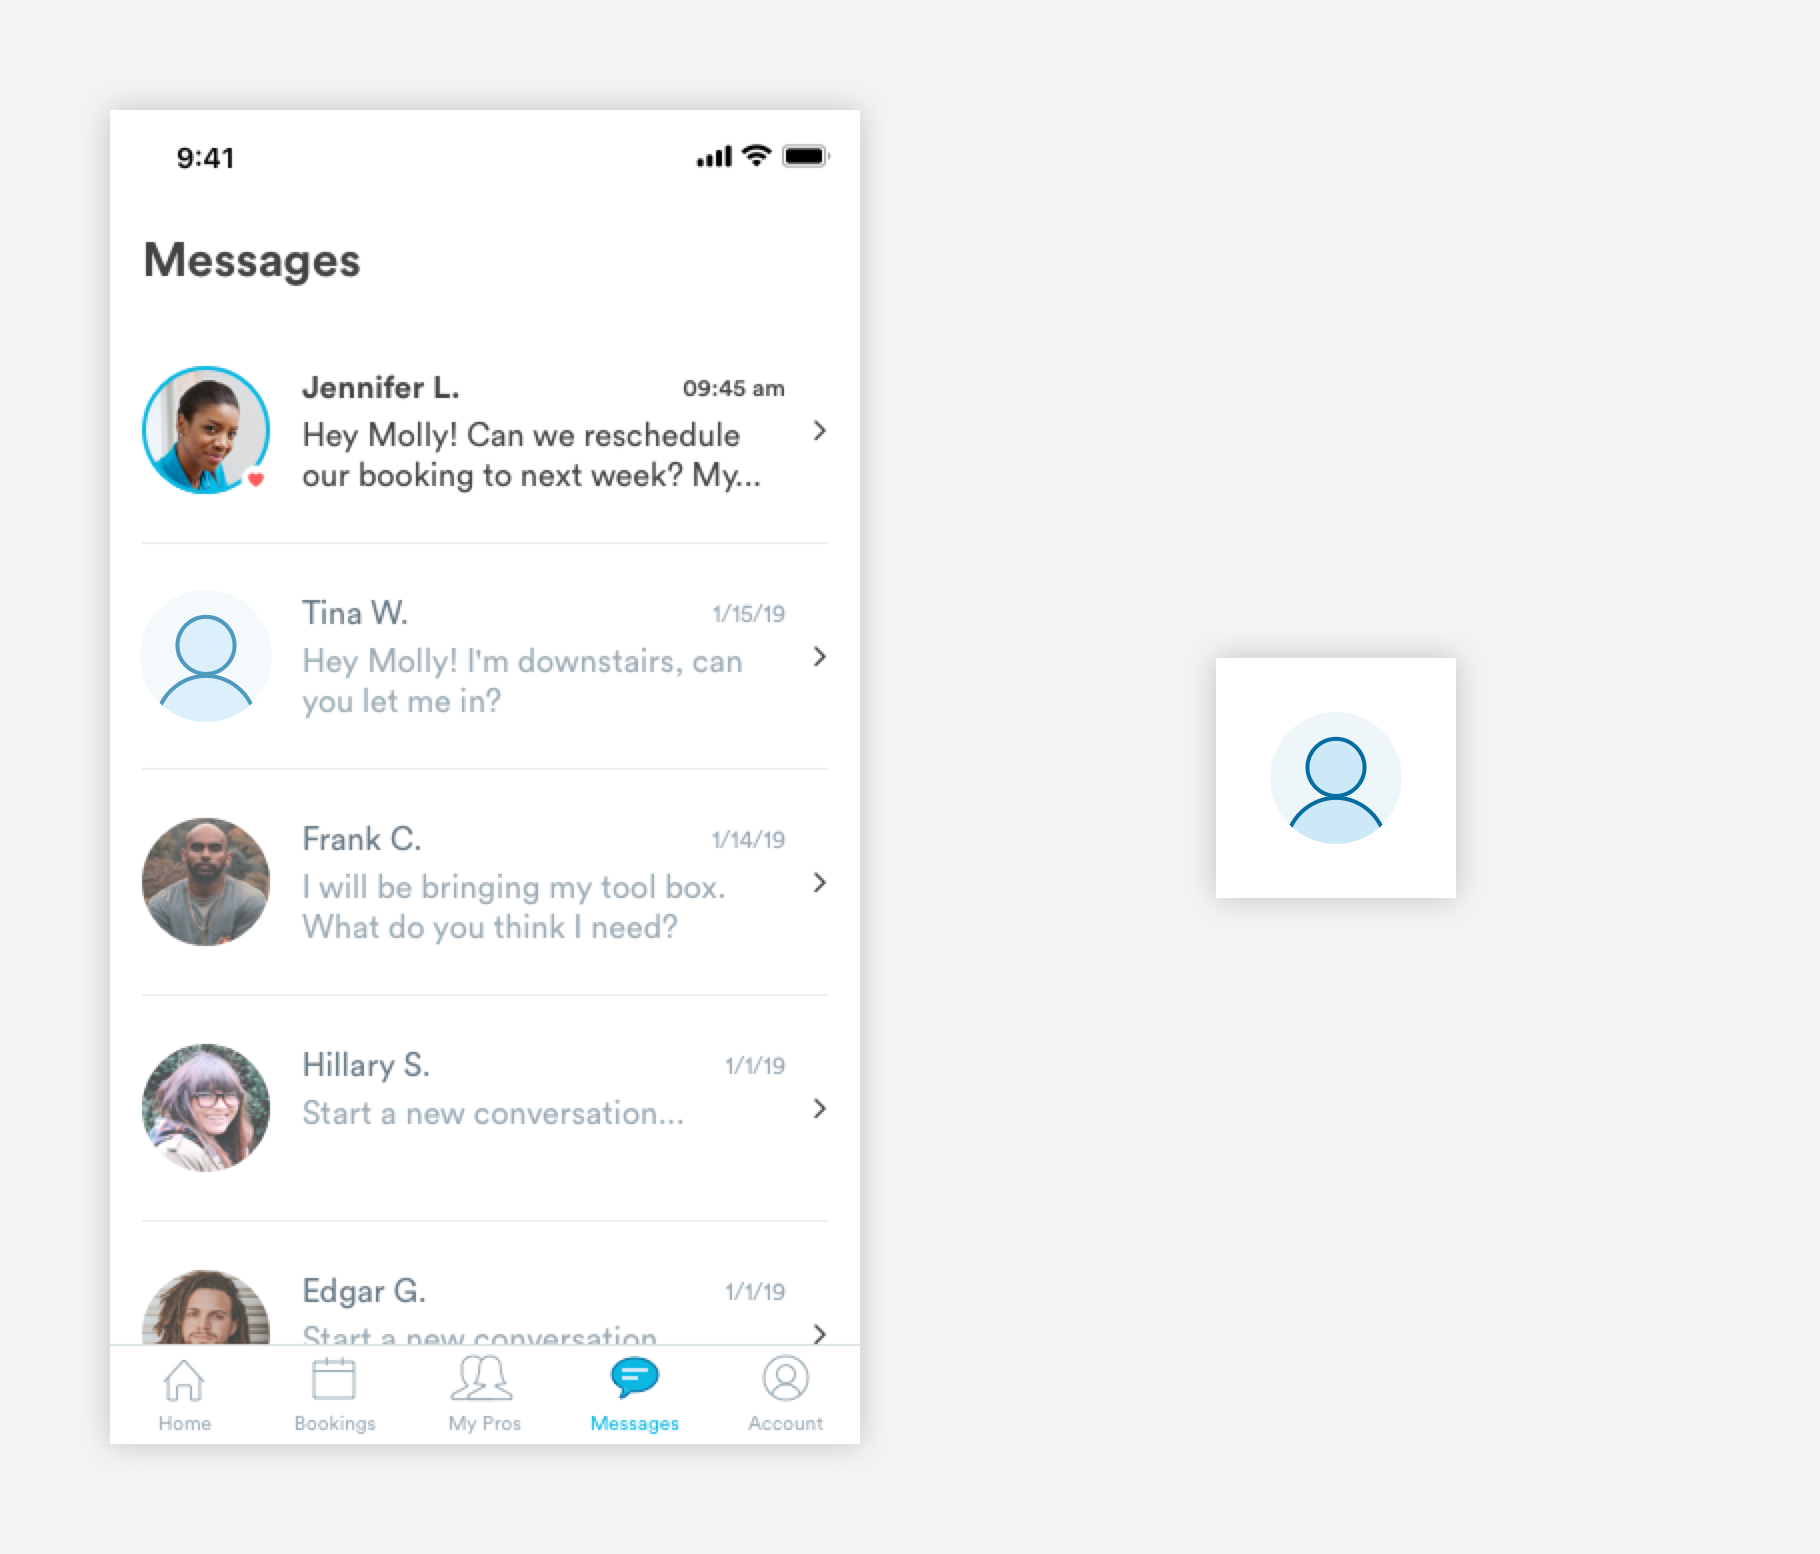 9:41
Messages
Jennifer L.
09:45 am
Hey Molly! Can we reschedule
our booking to next week? My...
Tina W.
1/15/19
Hey Molly! I'm downstairs, can
you let me in?
Frank C.
1/14/19
I will be bringing my tool box.
What do you think I need?
Hillary S.
1/1/19
Start a new conversation...
Edgar G.
1/1/19
Start a new conversation
Home
Bookings
My Pros
Messages
Account